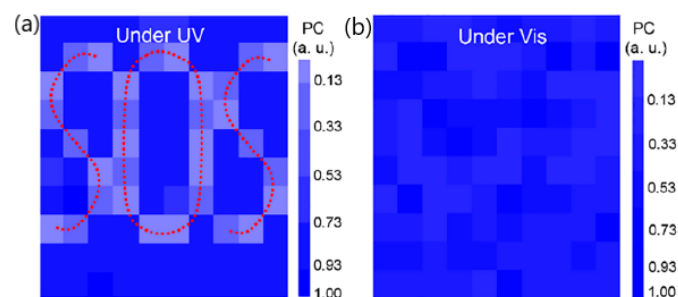 (a)
Under UV
PC
(a. u.)
0.13
0.33
0.53
0.73
0.93
1.00
SOS
(b)
Under Vis
PC
(a. u.)
0.13
0.33
0.53
0.73
0.93
1.00